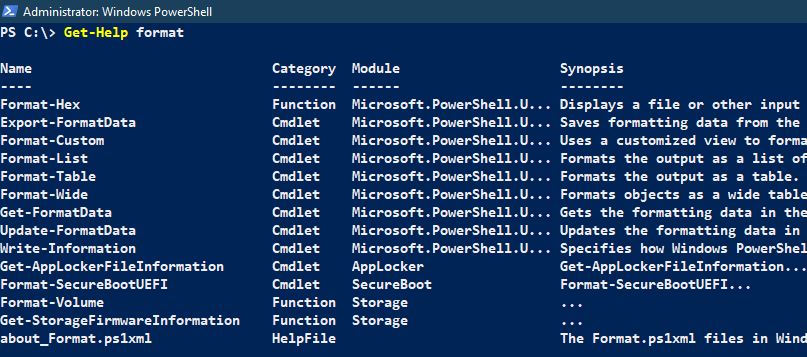 Administrator: Windows PowerShell
PS C:\> Get-Help format
Name Category Module Synopsis
---- -------- ------ --------
Format-Hex Function Microsoft.PowerShell.U... Displays a file or other input
Export-FormatData Cmdlet Microsoft.PowerShell.U... Saves formatting data from the
Format-Custom Cmdlet Microsoft.PowerShell.U... Uses a customized view to forma
Format-List Cmdlet Microsoft.PowerShell.U... Formats the output as a list of
Format-Table Cmdlet Microsoft.PowerShell.U... Formats the output as a table.
Format-Wide Cmdlet Microsoft.PowerShell.U... Formats objects as a wide table
Get-FormatData Cmdlet Microsoft.PowerShell.U... Gets the formatting data in the
Update-FormatData Cmdlet Microsoft.PowerShell.U... Updates the formatting data in
Write-Information Cmdlet Microsoft.PowerShell.U... Specifies how Windows PowerShel
Get-AppLockerFileInformation Cmdlet AppLocker Get-AppLockerFileInformation...
Format-SecureBootUEFI Cmdlet SecureBoot Format-SecureBootUEFI...
Format-Volume Function Storage ...
Get-StorageFirmwareInformation Function Storage ...
about_Format.ps1xml HelpFile The Format.ps1xml files in Wind